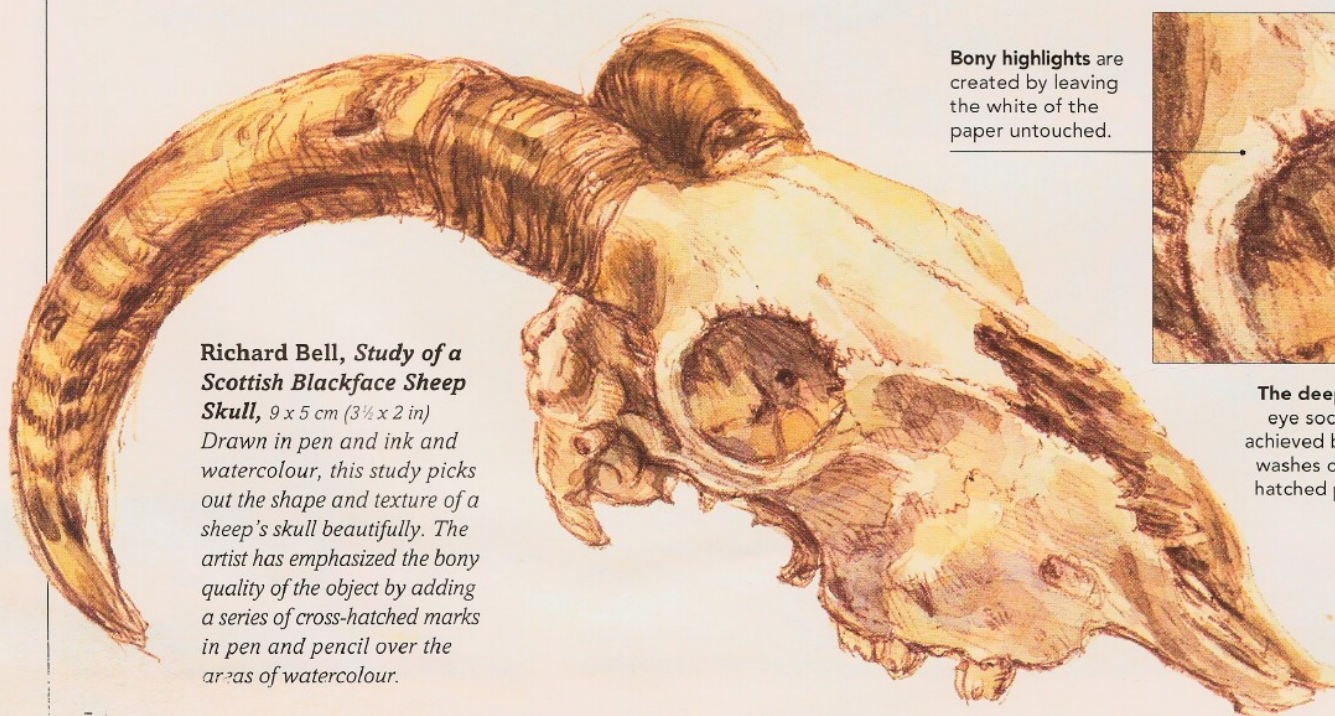 Bony highlights are
created by leaving
the white of the
paper untouched.
Richard Bell, Study of a
Scottish Blackface Sheep
Skull, 9 x 5 cm (3½ x 2 in)
Drawn in pen and ink and
watercolour, this study picks
out the shape and texture of a
sheep's skull beautifully. The
artist has emphasized the bony
quality of the object by adding
a series of cross-hatched marks
in pen and pencil over the
areas of watercolour.
The deep
eye soc
achieved b
washes o
hatched p